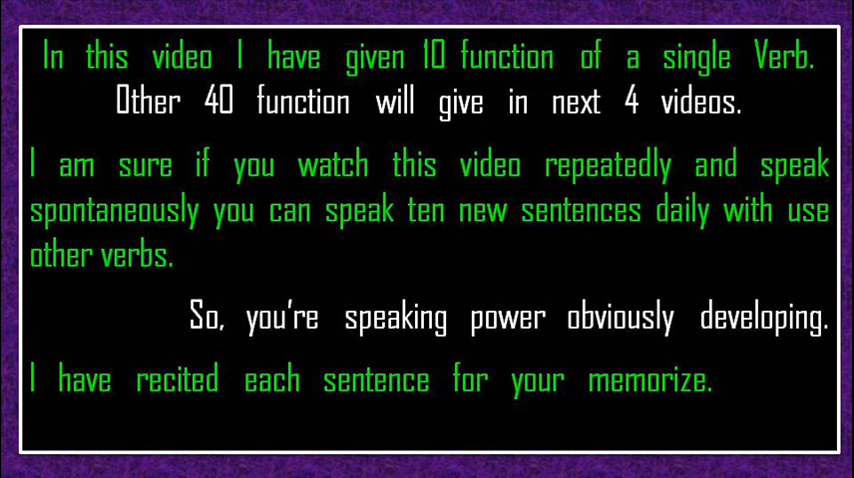 In this video I have given 10 function of a single Verb.
Other 40 function will give in next 4 videos.
I am sure if you watch this video repeatedly and speak
spontaneously you can speak ten new sentences daily with use
other verbs.
So, you're speaking power obviously developing.
I have recited each sentence for your memorize.